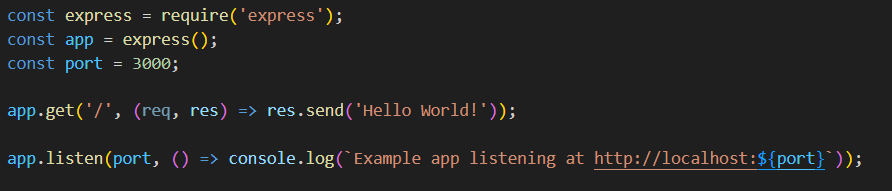 const express = require('express');
const app = express();
const port = 3000;
app.get('/', (req, res) => res.send('Hello World!'));
app.listen(port, () => console.log(`Example app listening at http://localhost:${port}`));